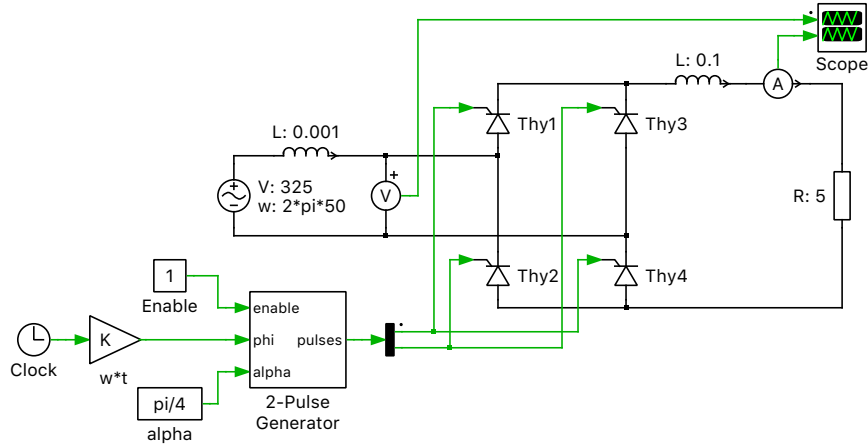 Scope
L: 0.1
A
Thy1
Thy3
L: 0.001
V: 325
w: 2*pi*50
V
R: 5
Thy2
Thy4
1
Enable
enable
phi
pulses
alpha
K
Clock
w*t
pi/4
alpha
2-Pulse
Generator